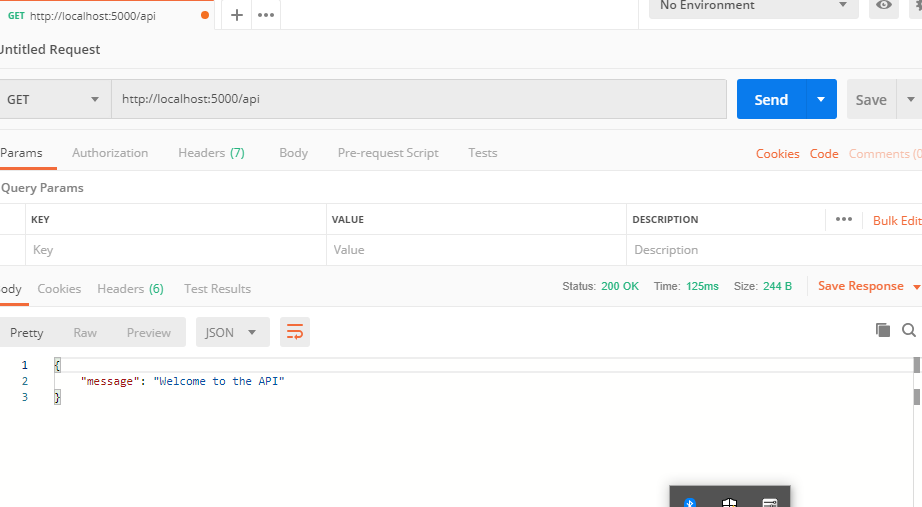 GET http://localhost:5000/api
No Environment
Untitled Request
GET http://localhost:5000/api Send Save
Params Authorization Headers (7) Body Pre-request Script Tests Cookies Code Comments (0
Query Params
KEY VALUE DESCRIPTION Bulk Edit
Key Value Description
ody Cookies Headers (6) Test Results Status: 200 OK Time: 125ms Size: 244 B Save Response
Pretty Raw Preview JSON
1 {
2 "message": "Welcome to the API"
3 }